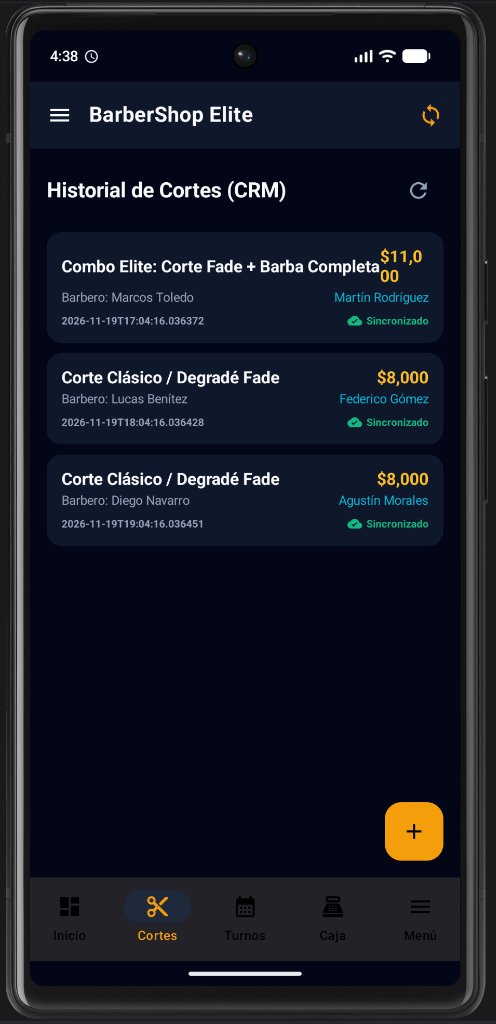 4:38
BarberShop Elite
Historial de Cortes (CRM)
Combo Elite: Corte Fade + Barba Completa
$11,0
00
Barbero: Marcos Toledo
Martín Rodríguez
2026-11-19T17:04:16.036372
Sincronizado
Corte Clásico / Degradé Fade
$8,000
Barbero: Lucas Benítez
Federico Gómez
2026-11-19T18:04:16.036428
Sincronizado
Corte Clásico / Degradé Fade
$8,000
Barbero: Diego Navarro
Agustín Morales
2026-11-19T19:04:16.036451
Sincronizado
+
Inicio
Cortes
Turnos
Caja
Menú